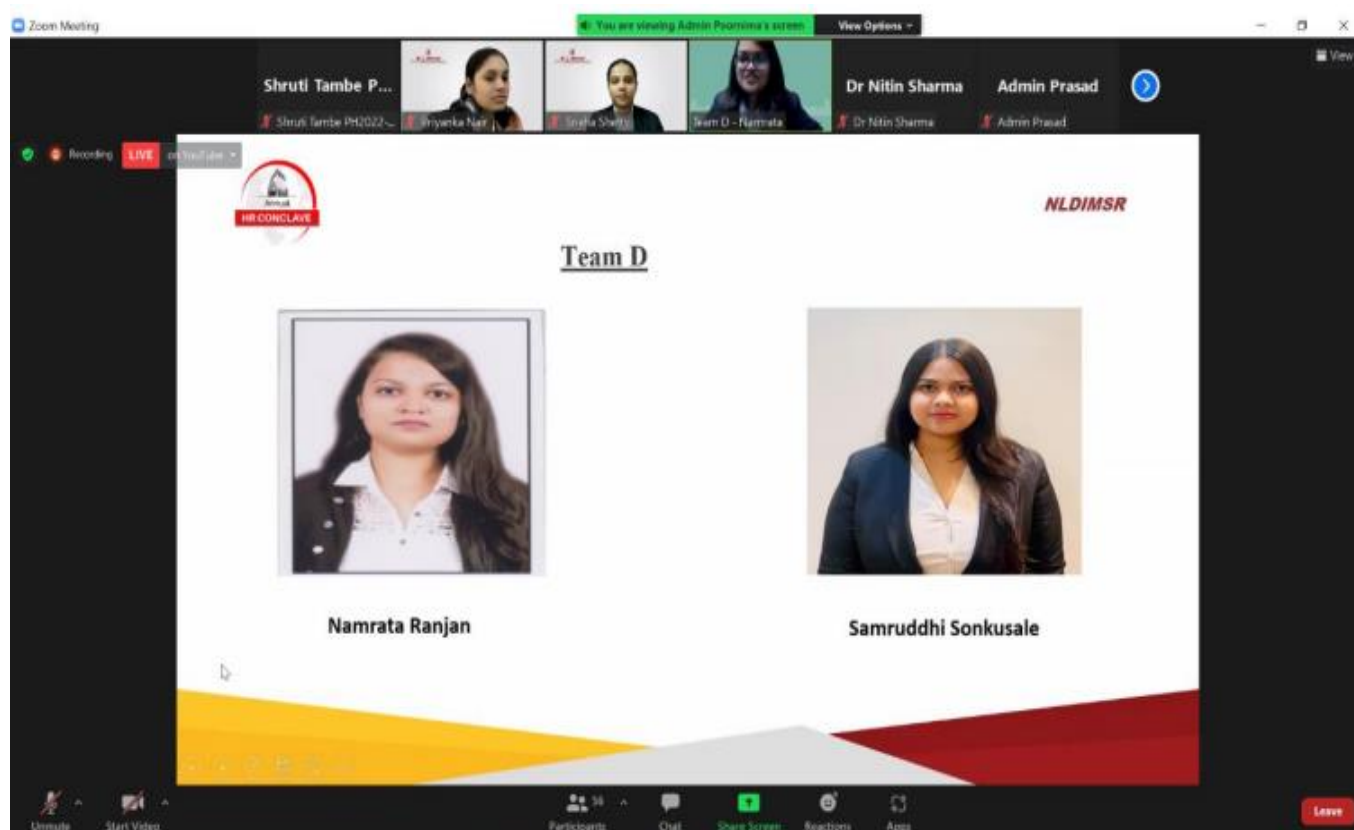 Zoom Meeting
You are viewing Admin Poornima's screen
View Options
View
Shruti Tambe P...
Dr Nitin Sharma
Admin Prasad
Shruti Tambe PH2022-...
Priyanka Nair
Shetty
Team D - Namrata
Dr Nitin Sharma
Admin Prasad
Recording
LIVE
on YouTube
Annual
HR CONCLAVE
NLDIMSR
Team D
Namrata Ranjan
Samruddhi Sonkusale
Unmute
Start Video
Participants
Chat
Share Screen
Reactions
Apps
Leave